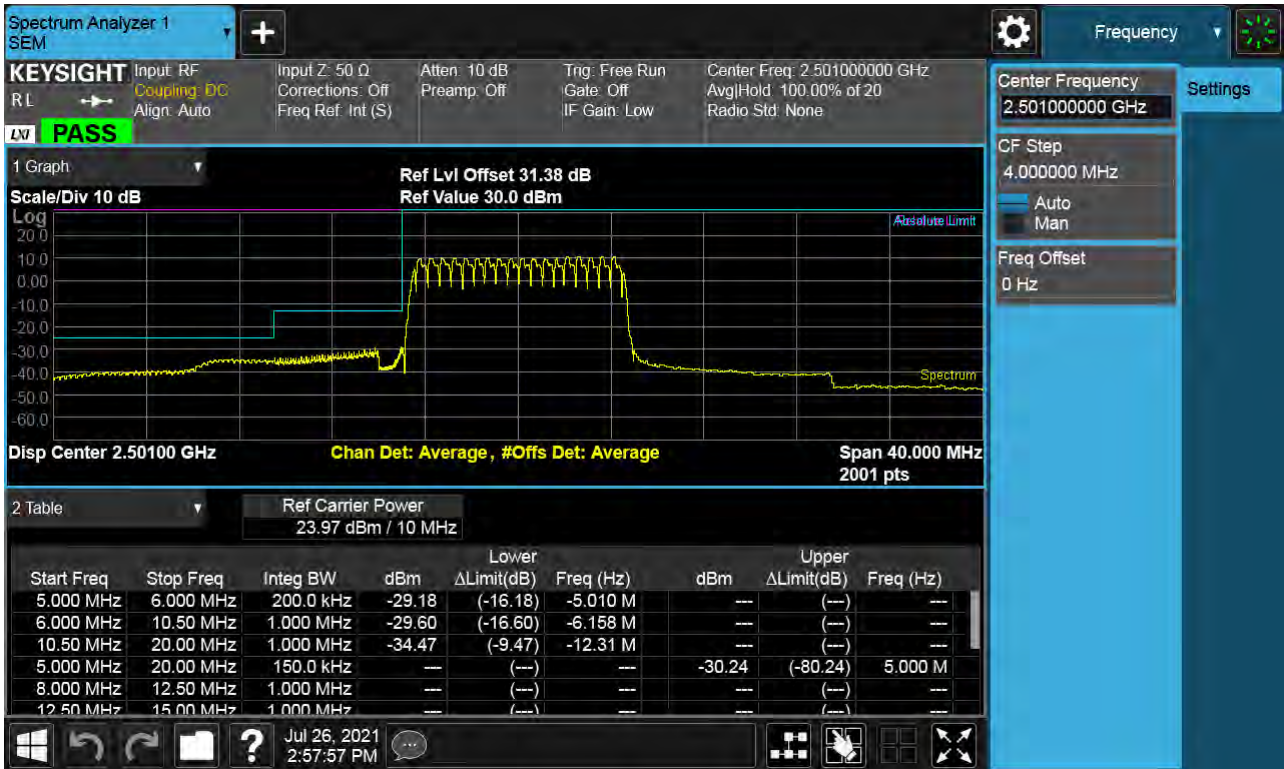 Spectrum Analyzer 1
SEM
Frequency
KEYSIGHT
R L
LXI
PASS
Input: RF
Coupling: DC
Align: Auto
Input Z: 50 Ω
Corrections: Off
Freq Ref: Int (S)
Atten: 10 dB
Preamp: Off
Trig: Free Run
Gate: Off
IF Gain: Low
Center Freq: 2.501000000 GHz
Avg|Hold: 100.00% of 20
Radio Std: None
Center Frequency
2.501000000 GHz
Settings
CF Step
4.000000 MHz
Auto
Man
Freq Offset
0 Hz
1 Graph
Scale/Div 10 dB
Ref Lvl Offset 31.38 dB
Ref Value 30.0 dBm
Log
Absolute Limit
20.0
10.0
0.00
-10.0
-20.0
-30.0
-40.0
-50.0
-60.0
Spectrum
Disp Center 2.50100 GHz
Chan Det: Average, #Offs Det: Average
Span 40.000 MHz
2001 pts
2 Table
Ref Carrier Power
23.97 dBm / 10 MHz
Lower Upper
Start Freq Stop Freq Integ BW dBm ΔLimit(dB) Freq (Hz) dBm ΔLimit(dB) Freq (Hz)
5.000 MHz 6.000 MHz 200.0 kHz -29.18 (-16.18) -5.010 M --- (---) ---
6.000 MHz 10.50 MHz 1.000 MHz -29.60 (-16.60) -6.158 M --- (---) ---
10.50 MHz 20.00 MHz 1.000 MHz -34.47 (-9.47) -12.31 M --- (---) ---
5.000 MHz 20.00 MHz 150.0 kHz --- (---) --- -30.24 (-80.24) 5.000 M
8.000 MHz 12.50 MHz 1.000 MHz --- (---) --- --- (---) ---
12.50 MHz 15.00 MHz 1.000 MHz --- (---) --- --- (---) ---
?
Jul 26, 2021
2:57:57 PM